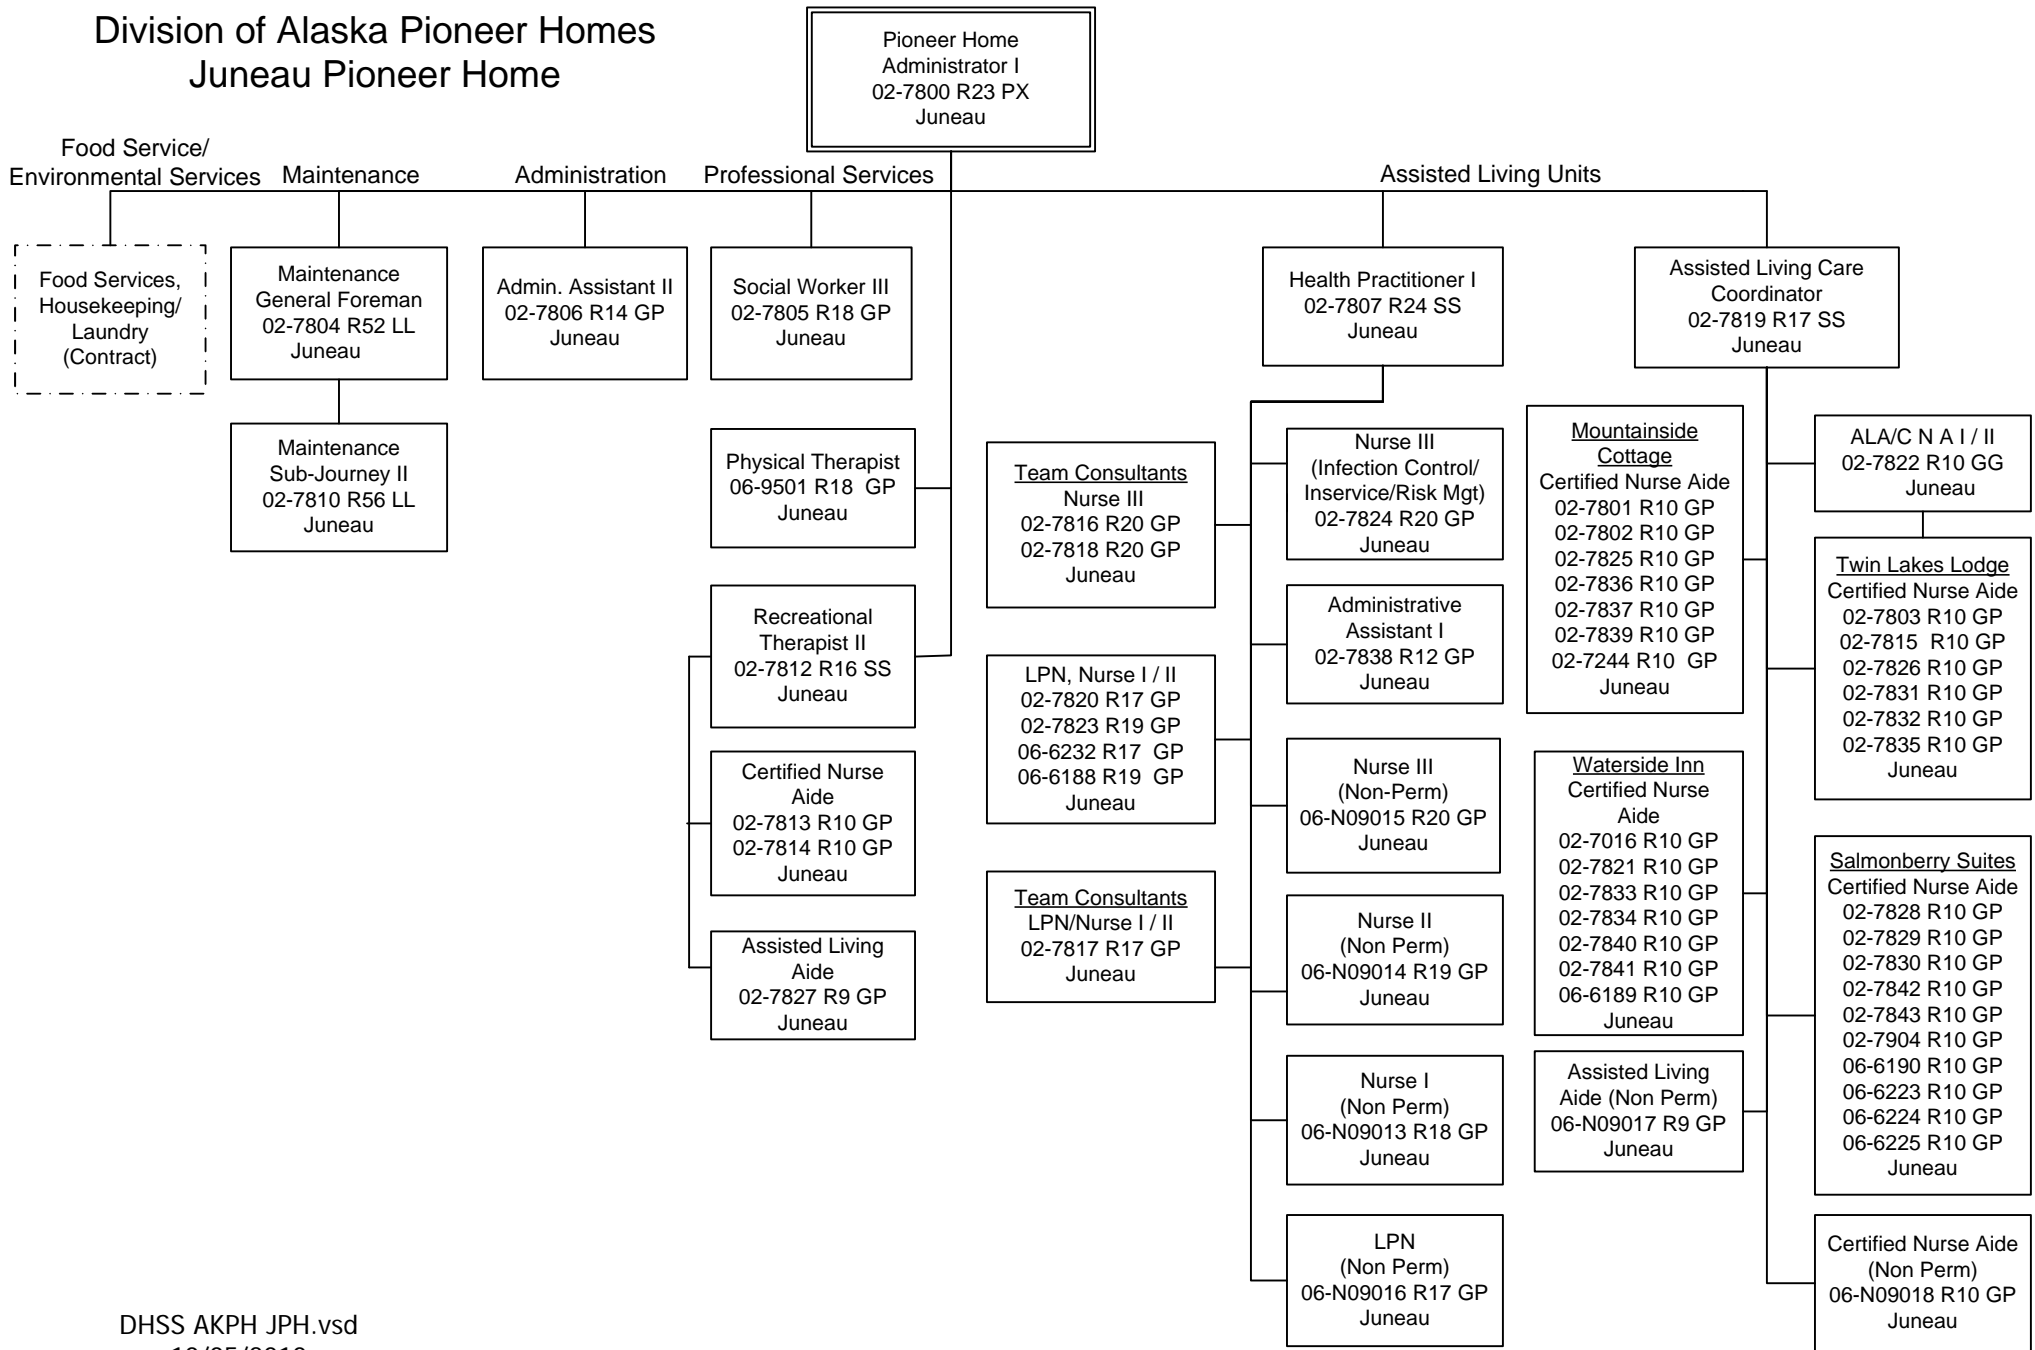 Division of Alaska Pioneer Homes
Juneau Pioneer Home
Pioneer Home
Administrator I
02-7800 R23 PX
Juneau
Food Service/
Environmental Services
Maintenance
Administration
Professional Services
Assisted Living Units
Food Services,
Housekeeping/
Laundry
(Contract)
Maintenance
General Foreman
02-7804 R52 LL
Juneau
Maintenance
Sub-Journey II
02-7810 R56 LL
Juneau
Admin. Assistant II
02-7806 R14 GP
Juneau
Social Worker III
02-7805 R18 GP
Juneau
Physical Therapist
06-9501 R18 GP
Juneau
Recreational
Therapist II
02-7812 R16 SS
Juneau
Certified Nurse
Aide
02-7813 R10 GP
02-7814 R10 GP
Juneau
Assisted Living
Aide
02-7827 R9 GP
Juneau
Health Practitioner I
02-7807 R24 SS
Juneau
Team Consultants
Nurse III
02-7816 R20 GP
02-7818 R20 GP
Juneau
LPN, Nurse I / II
02-7820 R17 GP
02-7823 R19 GP
06-6232 R17 GP
06-6188 R19 GP
Juneau
Team Consultants
LPN/Nurse I / II
02-7817 R17 GP
Juneau
Nurse III
(Infection Control/
Inservice/Risk Mgt)
02-7824 R20 GP
Juneau
Administrative
Assistant I
02-7838 R12 GP
Juneau
Nurse III
(Non-Perm)
06-N09015 R20 GP
Juneau
Nurse II
(Non Perm)
06-N09014 R19 GP
Juneau
Nurse I
(Non Perm)
06-N09013 R18 GP
Juneau
LPN
(Non Perm)
06-N09016 R17 GP
Juneau
Assisted Living Care
Coordinator
02-7819 R17 SS
Juneau
Mountainside
Cottage
Certified Nurse Aide
02-7801 R10 GP
02-7802 R10 GP
02-7825 R10 GP
02-7836 R10 GP
02-7837 R10 GP
02-7839 R10 GP
02-7244 R10 GP
Juneau
Waterside Inn
Certified Nurse
Aide
02-7016 R10 GP
02-7821 R10 GP
02-7833 R10 GP
02-7834 R10 GP
02-7840 R10 GP
02-7841 R10 GP
06-6189 R10 GP
Juneau
Assisted Living
Aide (Non Perm)
06-N09017 R9 GP
Juneau
ALA/C N A I / II
02-7822 R10 GG
Juneau
Twin Lakes Lodge
Certified Nurse Aide
02-7803 R10 GP
02-7815 R10 GP
02-7826 R10 GP
02-7831 R10 GP
02-7832 R10 GP
02-7835 R10 GP
Juneau
Salmonberry Suites
Certified Nurse Aide
02-7828 R10 GP
02-7829 R10 GP
02-7830 R10 GP
02-7842 R10 GP
02-7843 R10 GP
02-7904 R10 GP
06-6190 R10 GP
06-6223 R10 GP
06-6224 R10 GP
06-6225 R10 GP
Juneau
Certified Nurse Aide
(Non Perm)
06-N09018 R10 GP
Juneau
DHSS AKPH JPH.vsd